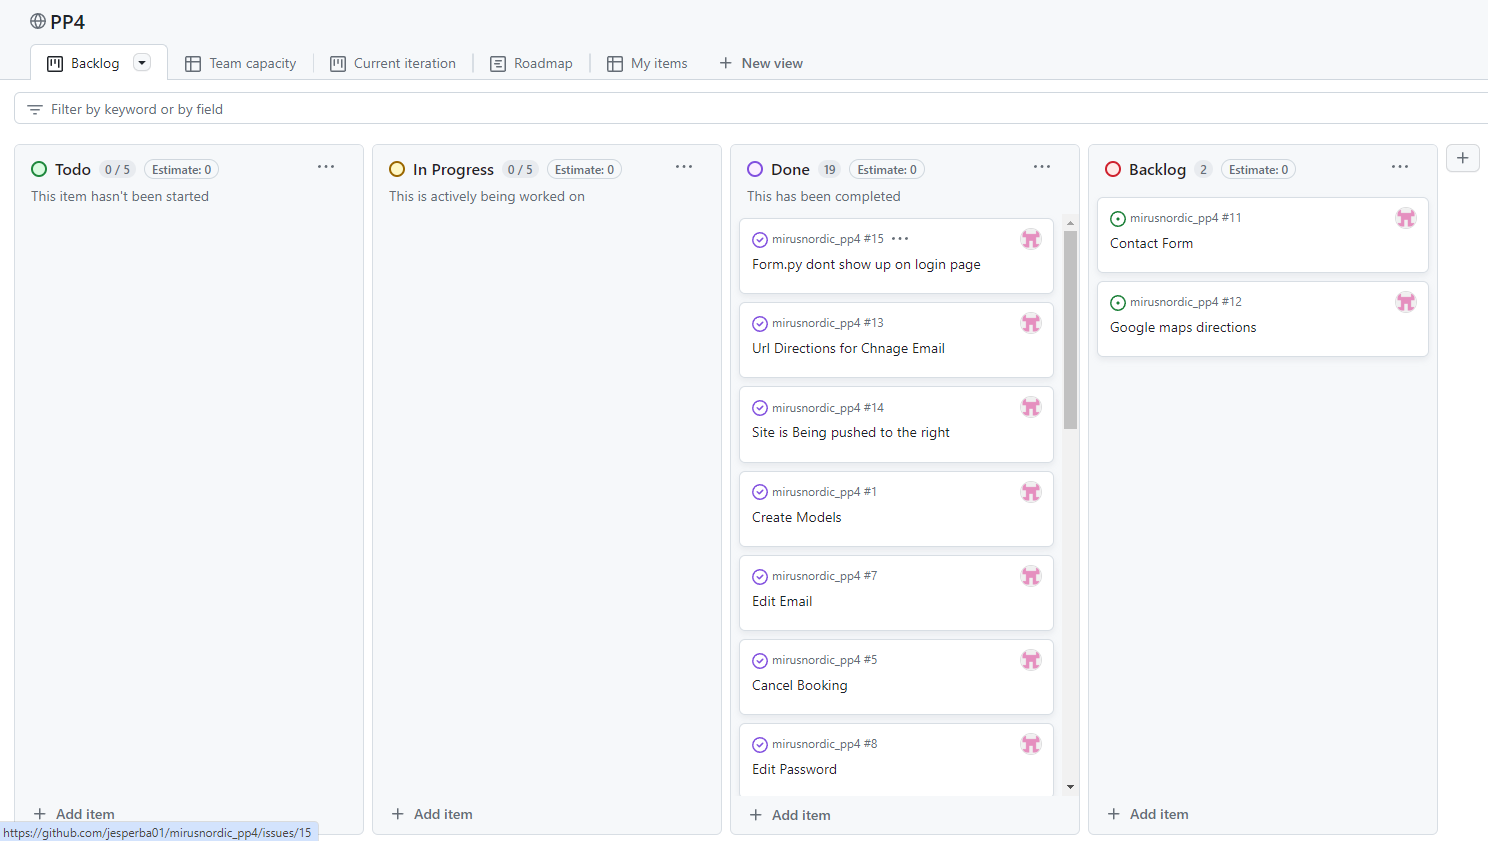 PP4
Backlog
Team capacity
Current iteration
Roadmap
My items
New view
Filter by keyword or by field
Todo 0 / 5 Estimate: 0
This item hasn't been started
Add item
In Progress 0 / 5 Estimate: 0
This is actively being worked on
Add item
Done 19 Estimate: 0
This has been completed
mirusnordic_pp4 #15
Form.py dont show up on login page
mirusnordic_pp4 #13
Url Directions for Chnage Email
mirusnordic_pp4 #14
Site is Being pushed to the right
mirusnordic_pp4 #1
Create Models
mirusnordic_pp4 #7
Edit Email
mirusnordic_pp4 #5
Cancel Booking
mirusnordic_pp4 #8
Edit Password
Add item
Backlog 2 Estimate: 0
mirusnordic_pp4 #11
Contact Form
mirusnordic_pp4 #12
Google maps directions
Add item
https://github.com/jesperba01/mirusnordic_pp4/issues/15